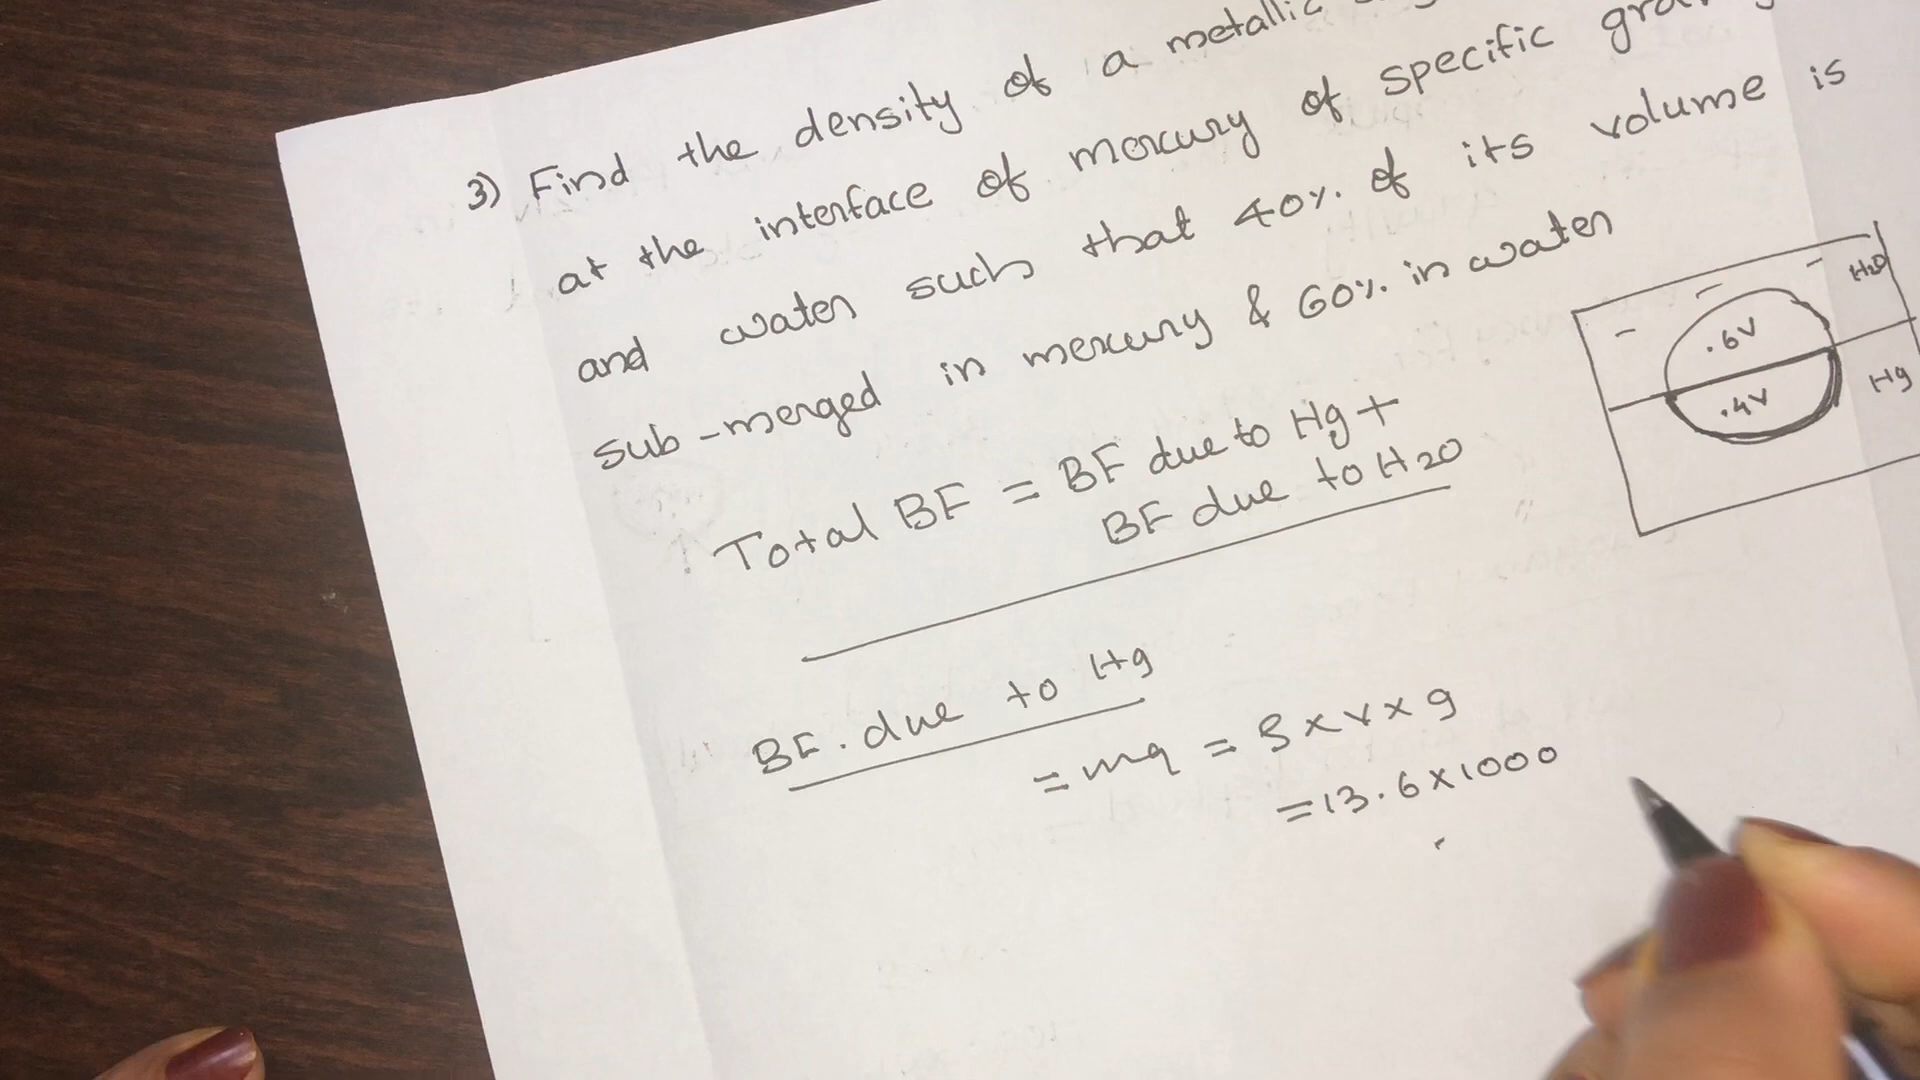 3) Find the density of a metallic
at the interface of mercury of specific
and water such that 40%. of its volume is
sub-merged in mercury & 60%. in water
H20
.6V
.4V
Hg
Total BF = BF due to Hg +
BF due to H20
BF. due to Hg
= mg = S x v x g
= 13.6 x 1000